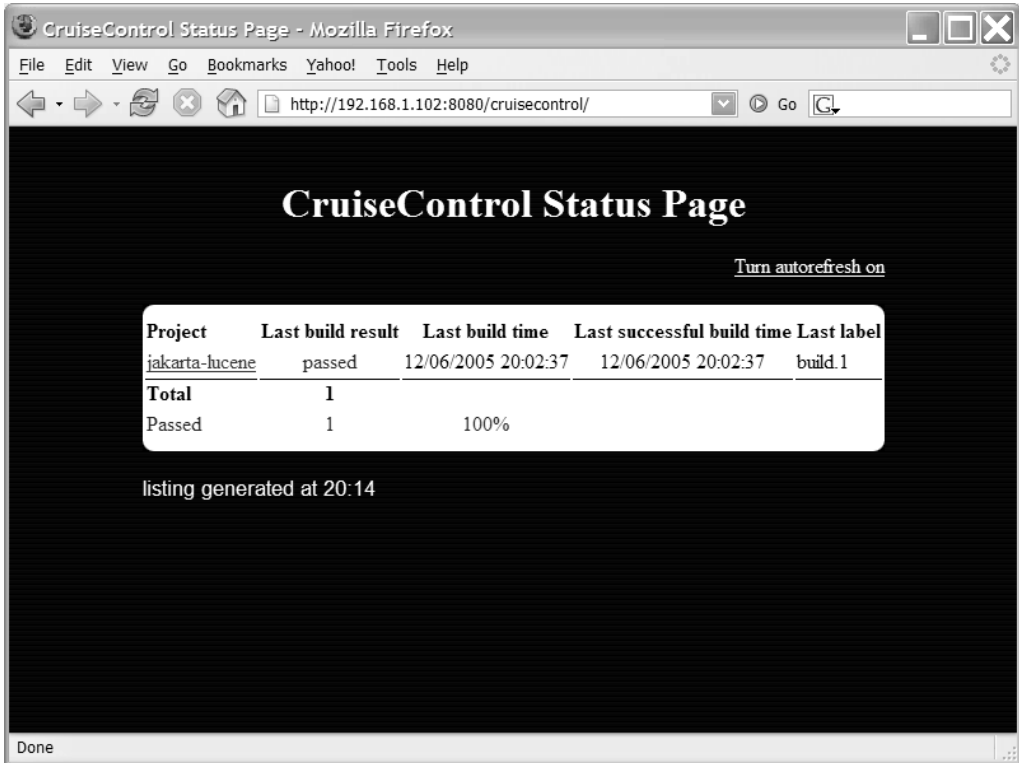 CruiseControl Status Page - Mozilla Firefox
File Edit View Go Bookmarks Yahoo! Tools Help
http://192.168.1.102:8080/cruisecontrol/ Go G
CruiseControl Status Page
Turn autorefresh on
Project Last build result Last build time Last successful build time Last label
jakarta-lucene passed 12/06/2005 20:02:37 12/06/2005 20:02:37 build.1
Total 1
Passed 1 100%
listing generated at 20:14
Done